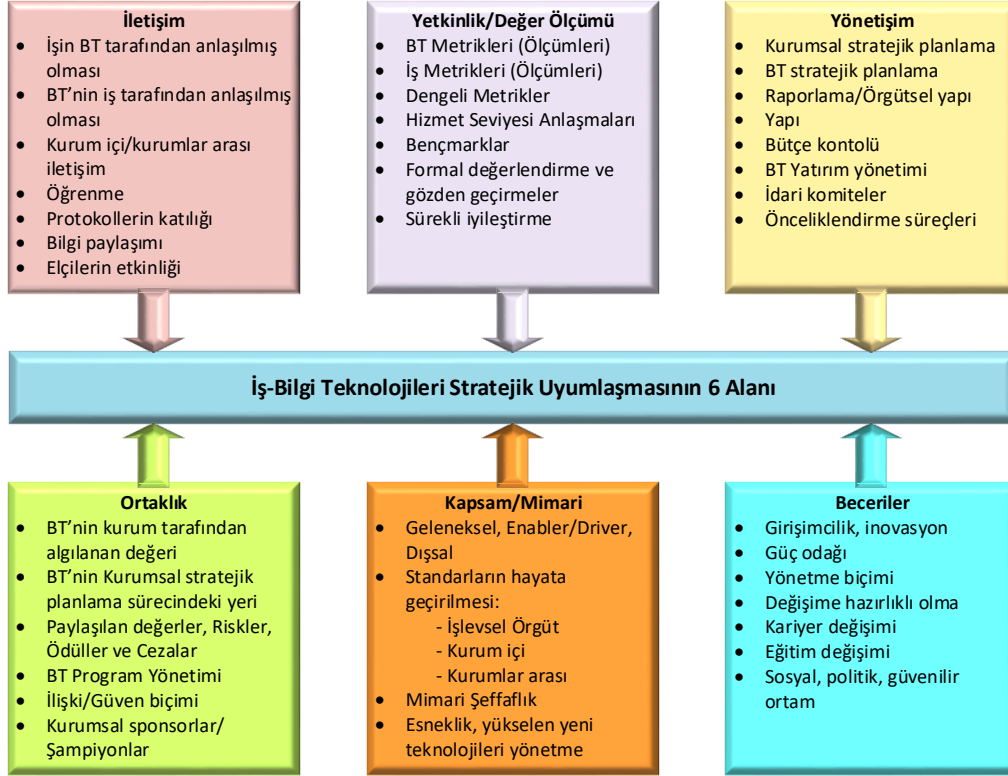 İletişim
• İşin BT tarafından anlaşılmış
olması
• BT’nin iş tarafından anlaşılmış
olması
• Kurum içi/kurumlar arası
iletişim
• Öğrenme
• Protokollerin katılığı
• Bilgi paylaşımı
• Elçilerin etkinliği
Yetkinlik/Değer Ölçümü
• BT Metrikleri (Ölçümleri)
• İş Metrikleri (Ölçümleri)
• Dengeli Metrikler
• Hizmet Seviyesi Anlaşmaları
• Bençmarklar
• Formal değerlendirme ve
gözden geçirmeler
• Sürekli iyileştirme
Yönetişim
• Kurumsal stratejik planlama
• BT stratejik planlama
• Raporlama/Örgütsel yapı
• Yapı
• Bütçe kontolü
• BT Yatırım yönetimi
• İdari komiteler
• Önceliklendirme süreçleri
İş-Bilgi Teknolojileri Stratejik Uyumlaşmasının 6 Alanı
Ortaklık
• BT’nin kurum tarafından
algılanan değeri
• BT’nin Kurumsal stratejik
planlama sürecindeki yeri
• Paylaşılan değerler, Riskler,
Ödüller ve Cezalar
• BT Program Yönetimi
• İlişki/Güven biçimi
• Kurumsal sponsorlar/
Şampiyonlar
Kapsam/Mimari
• Geleneksel, Enabler/Driver,
Dışsal
• Standarların hayata
geçirilmesi:
- İşlevsel Örgüt
- Kurum içi
- Kurumlar arası
• Mimari Şeffaflık
• Esneklik, yükselen yeni
teknolojileri yönetme
Beceriler
• Girişimcilik, inovasyon
• Güç odağı
• Yönetme biçimi
• Değişime hazırlıklı olma
• Kariyer değişimi
• Eğitim değişimi
• Sosyal, politik, güvenilir
ortam